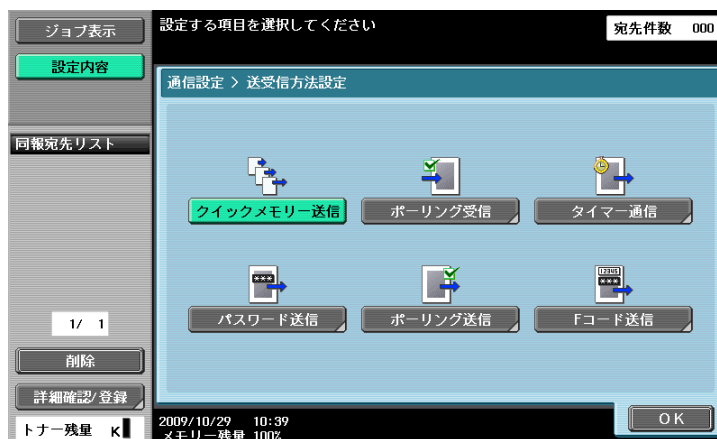 ジョブ表示
設定内容
同報宛先リスト
1/ 1
削除
詳細確認/登録
トナー残量 K
設定する項目を選択してください
宛先件数 000
通信設定 > 送受信方法設定
クイックメモリー送信
ポーリング受信
タイマー通信
***
12345
***
パスワード送信
ポーリング送信
Fコード送信
2009/10/29 10:39
メモリー残量 100%
OK